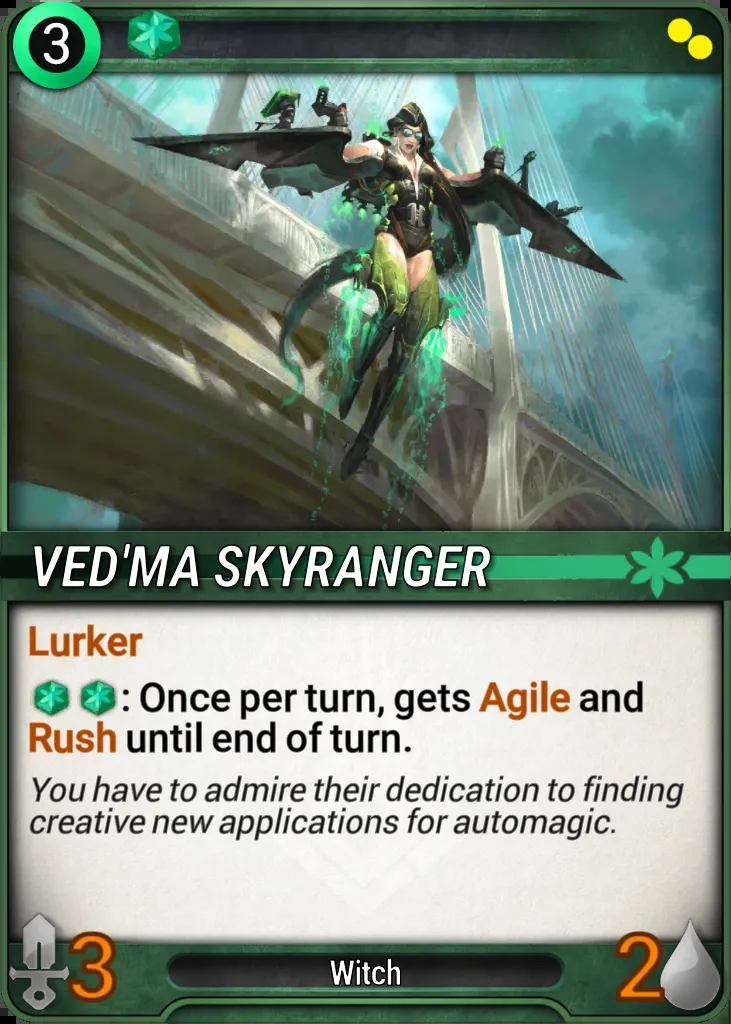 3
VED'MA SKYRANGER
Lurker
: Once per turn, gets Agile and
Rush until end of turn.
You have to admire their dedication to finding
creative new applications for automagic.
3
Witch
2